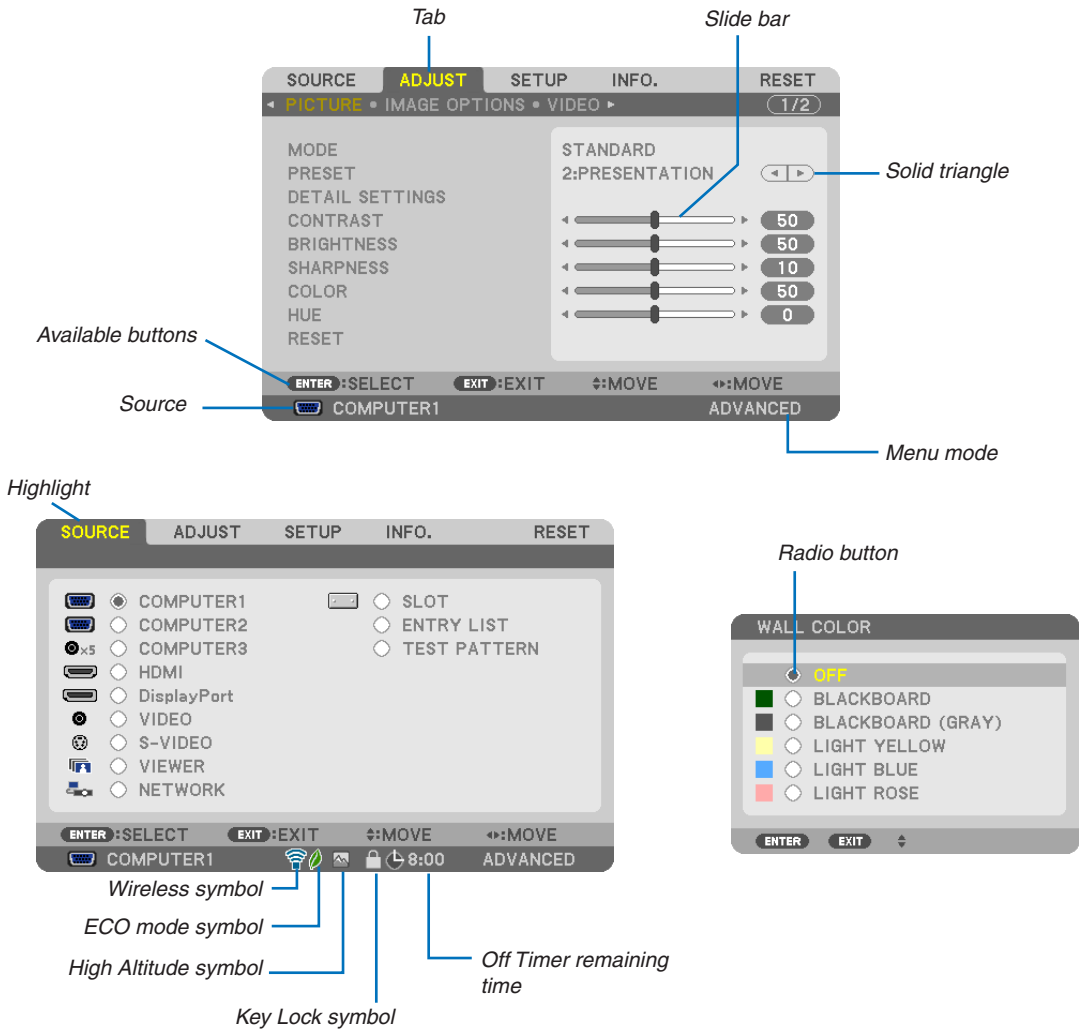 Tab
Slide bar
SOURCE ADJUST SETUP INFO. RESET
PICTURE • IMAGE OPTIONS • VIDEO 1/2
MODE STANDARD
PRESET 2:PRESENTATION
Solid triangle
DETAIL SETTINGS
CONTRAST 50
BRIGHTNESS 50
SHARPNESS 10
COLOR 50
HUE 0
RESET
Available buttons
ENTER:SELECT EXIT:EXIT :MOVE :MOVE
Source
COMPUTER1 ADVANCED
Menu mode
Highlight
SOURCE ADJUST SETUP INFO. RESET
COMPUTER1 SLOT
COMPUTER2 ENTRY LIST
×5 COMPUTER3 TEST PATTERN
HDMI
DisplayPort
VIDEO
S-VIDEO
VIEWER
NETWORK
ENTER:SELECT EXIT:EXIT :MOVE :MOVE
COMPUTER1 8:00 ADVANCED
Wireless symbol
ECO mode symbol
High Altitude symbol
Key Lock symbol
Off Timer remaining
time
Radio button
WALL COLOR
OFF
BLACKBOARD
BLACKBOARD (GRAY)
LIGHT YELLOW
LIGHT BLUE
LIGHT ROSE
ENTER EXIT